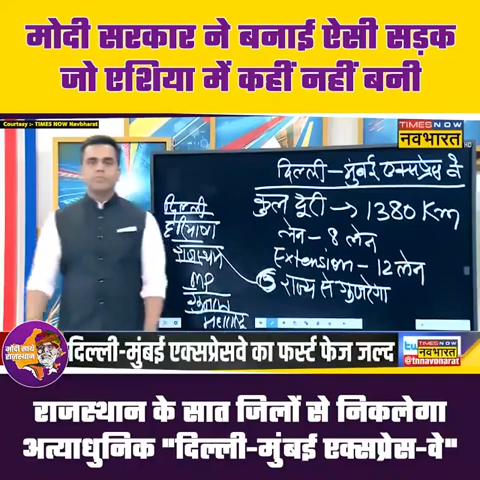 मोदी सरकार ने बनाई ऐसी सड़क
जो एशिया में कहीं नहीं बनी
Courtesy :- TIMES NOW Navbharat
TIMES NOW
नवभारत
HD
दिल्ली-मुंबई एक्सप्रेस वे
कुल दूरी → 1380 Km
लेन - 8 लेन
Extension - 12 लेन
राज्य से गुजरेगा
दिल्ली
हरियाणा
राजस्थान
MP
गुजरात
महाराष्ट्र
मोदी साथे
राजस्थान
दिल्ली-मुंबई एक्सप्रेसवे का फर्स्ट फेज जल्द
TIMES NOW
नवभारत
@tnnavbharat
राजस्थान के सात जिलों से निकलेगा
अत्याधुनिक "दिल्ली-मुंबई एक्सप्रेस-वे"